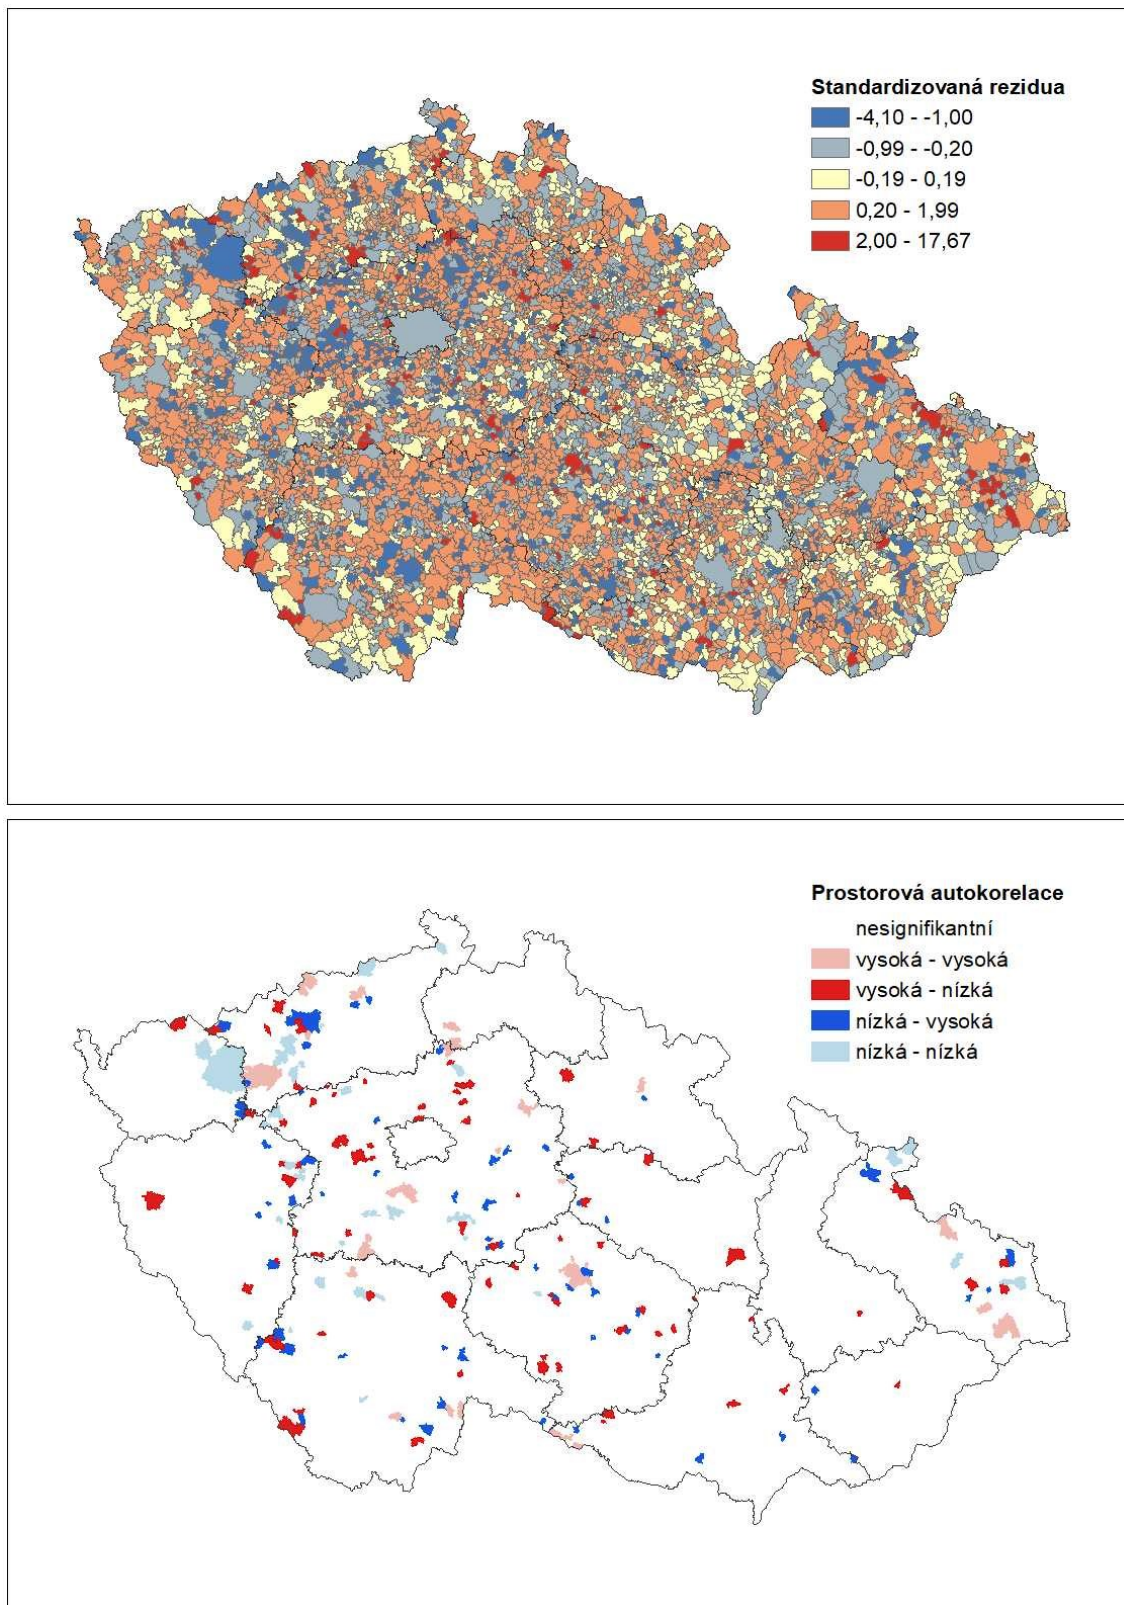 Standardizovaná rezidua
-4,10 - -1,00
-0,99 - -0,20
-0,19 - 0,19
0,20 - 1,99
2,00 - 17,67
Prostorová autokorelace
nesignifikantní
vysoká - vysoká
vysoká - nízká
nízká - vysoká
nízká - nízká